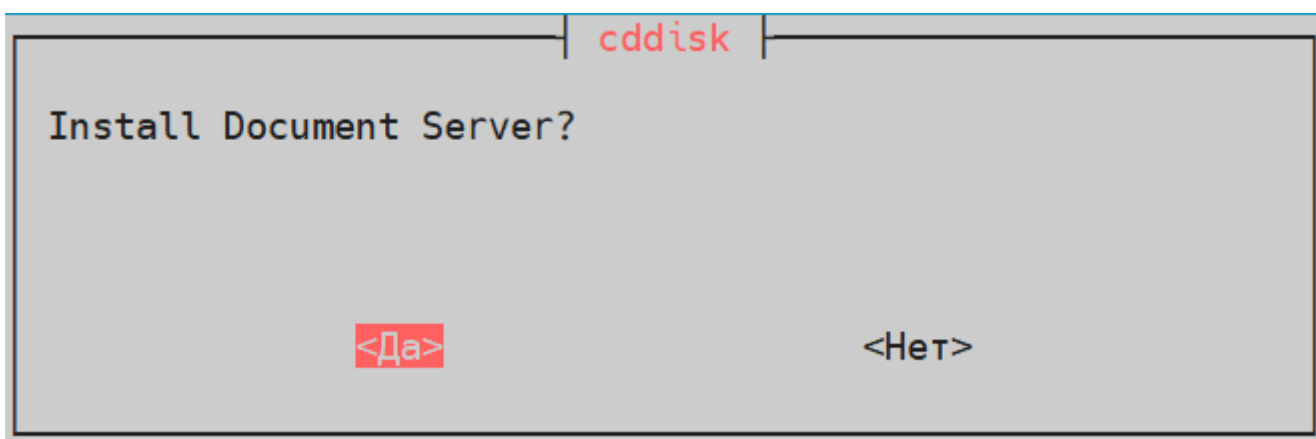 cddisk
Install Document Server?
<Да> <Нет>